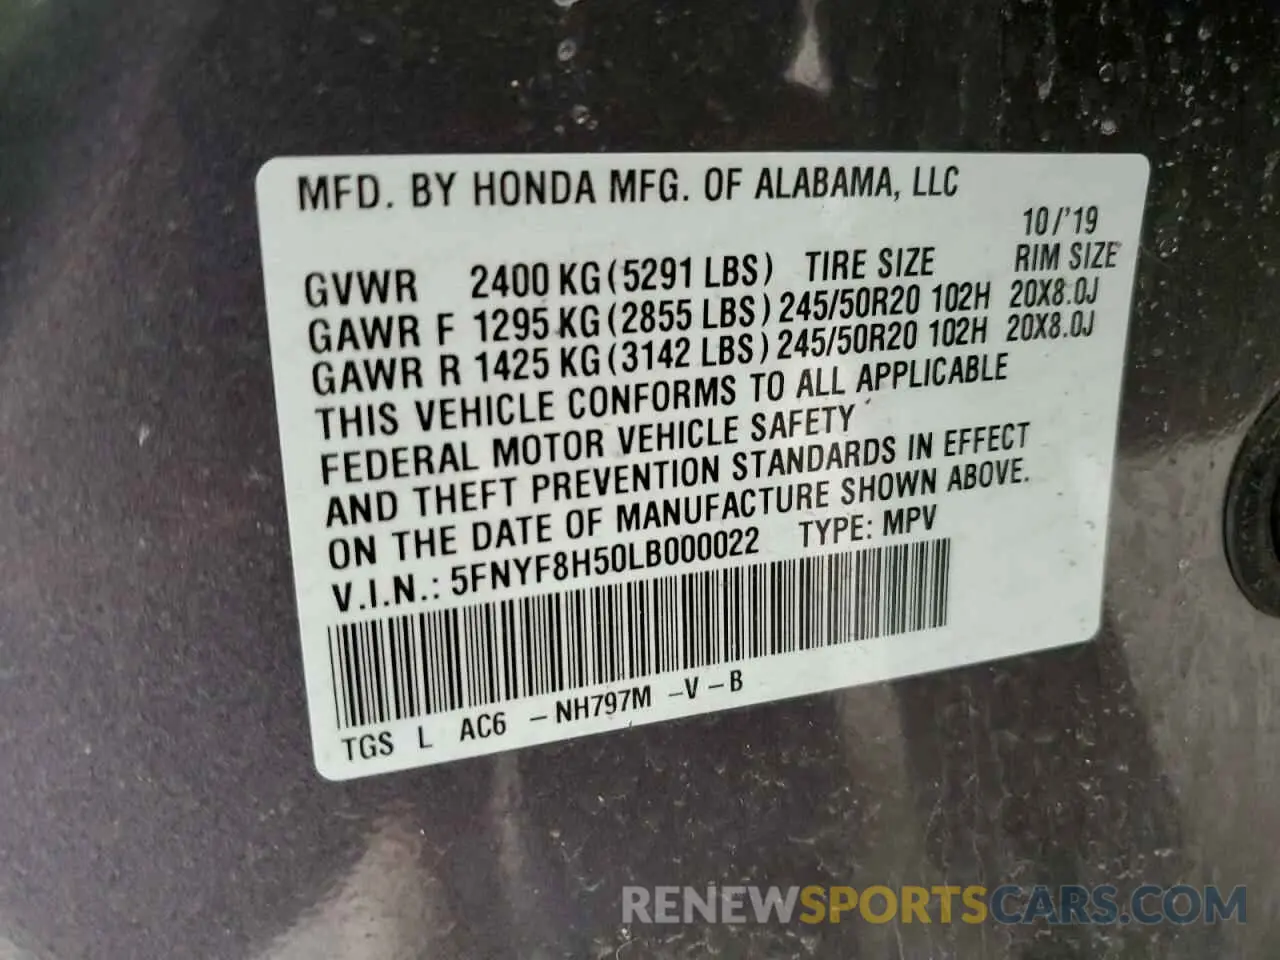 MFD. BY HONDA MFG. OF ALABAMA, LLC
10/'19
GVWR 2400 KG (5291 LBS) TIRE SIZE RIM SIZE
GAWR F 1295 KG (2855 LBS) 245/50R20 102H 20X8.0J
GAWR R 1425 KG (3142 LBS) 245/50R20 102H 20X8.0J
THIS VEHICLE CONFORMS TO ALL APPLICABLE
FEDERAL MOTOR VEHICLE SAFETY
AND THEFT PREVENTION STANDARDS IN EFFECT
ON THE DATE OF MANUFACTURE SHOWN ABOVE.
V.I.N.: 5FNYF8H50LB000022 TYPE: MPV
TGS L AC6 -NH797M -V-B
RENEWSPORTSCARS.COM